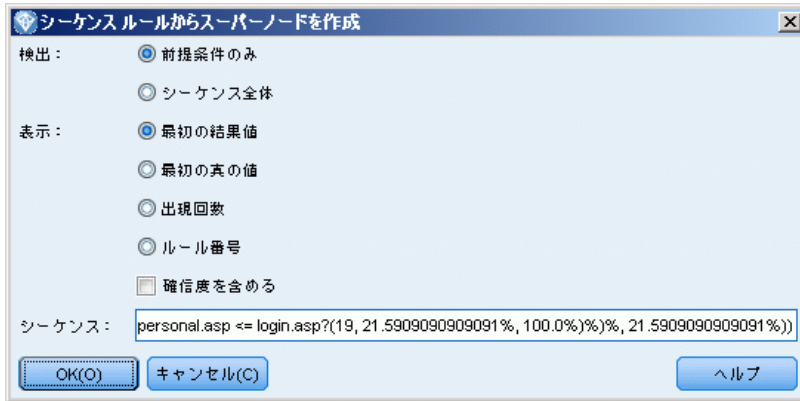 シーケンス ルールからスーパーノードを作成
検出： 前提条件のみ
シーケンス全体
表示： 最初の結果値
最初の真の値
出現回数
ルール番号
確信度を含める
シーケンス： personal.asp <= login.asp?(19, 21.5909090909091%, 100.0%)%)%, 21.5909090909091%))
OK(O) キャンセル(C) ヘルプ